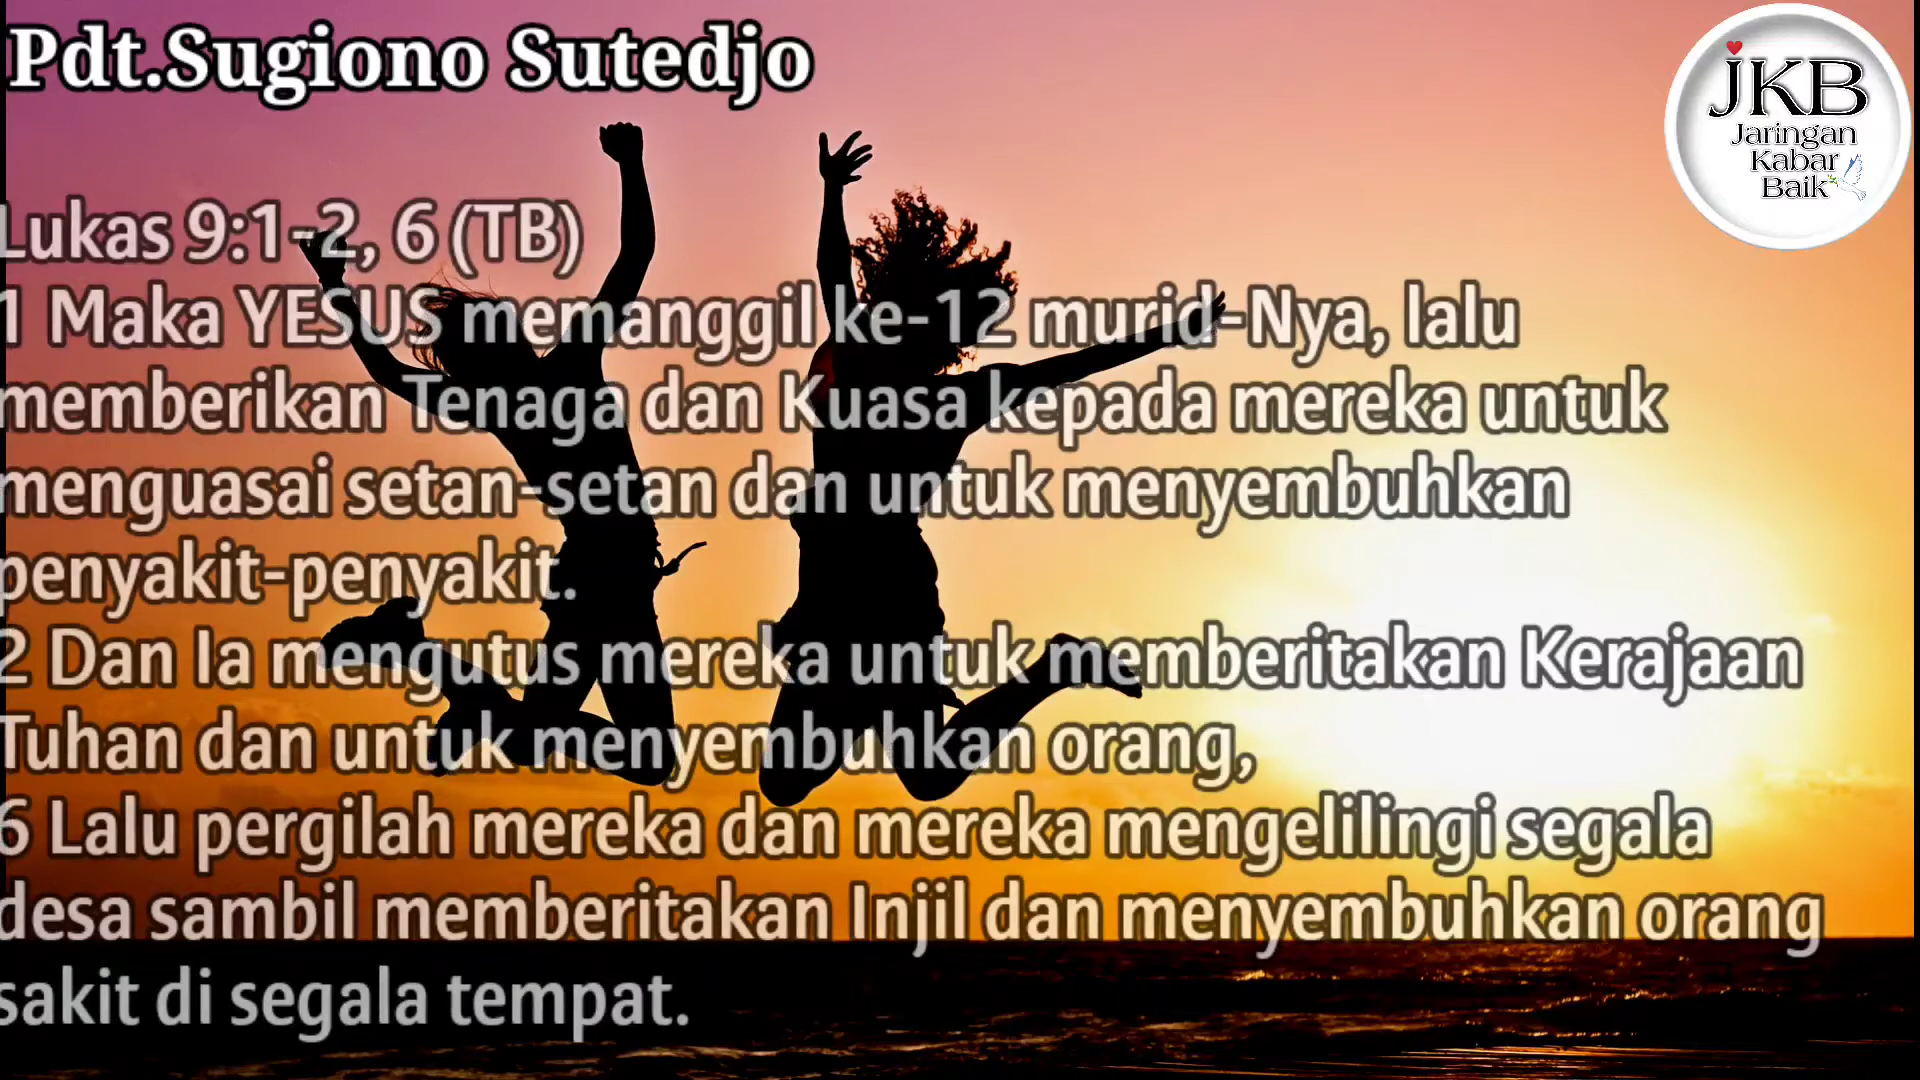 Pdt.Sugiono Sutedjo
JKB
Jaringan
Kabar
Baik
Lukas 9:1-2, 6 (TB)
1 Maka YESUS memanggil ke-12 murid-Nya, lalu
memberikan Tenaga dan Kuasa kepada mereka untuk
menguasai setan-setan dan untuk menyembuhkan
penyakit-penyakit.
2 Dan Ia mengutus mereka untuk memberitakan Kerajaan
Tuhan dan untuk menyembuhkan orang,
6 Lalu pergilah mereka dan mereka mengelilingi segala
desa sambil memberitakan Injil dan menyembuhkan orang
sakit di segala tempat.